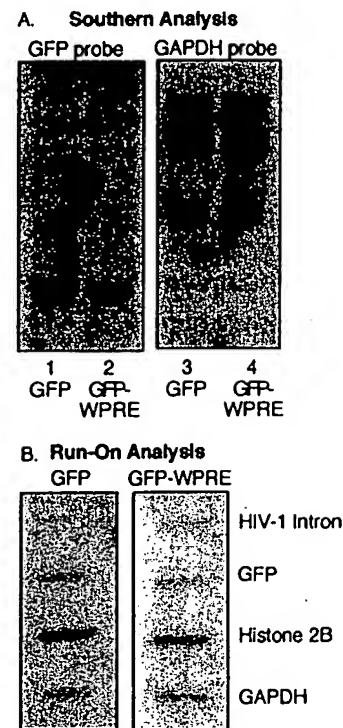 A. Southern Analysis
GFP probe GAPDH probe
1 2 3 4
GFP GFP-WPRE GFP GFP-WPRE
B. Run-On Analysis
GFP GFP-WPRE
HIV-1 Intron
GFP
Histone 2B
GAPDH